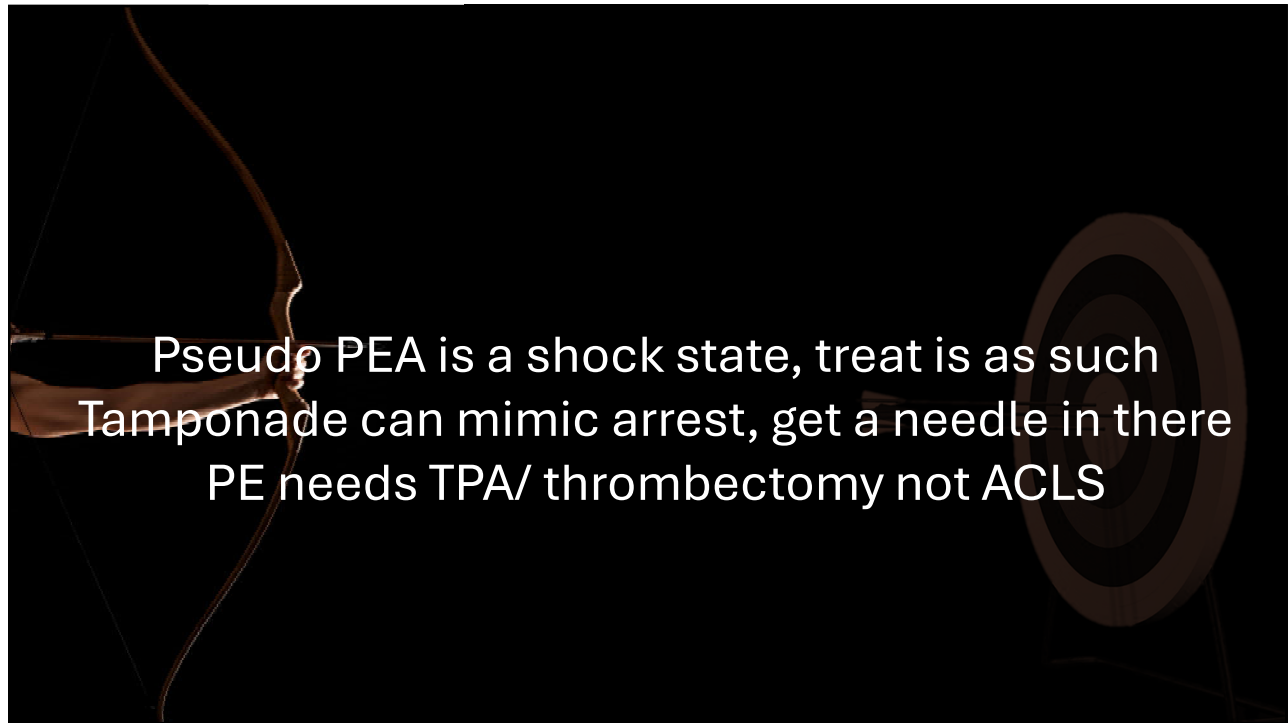 Pseudo PEA is a shock state, treat is as such
Tamponade can mimic arrest, get a needle in there
PE needs TPA/ thrombectomy not ACLS